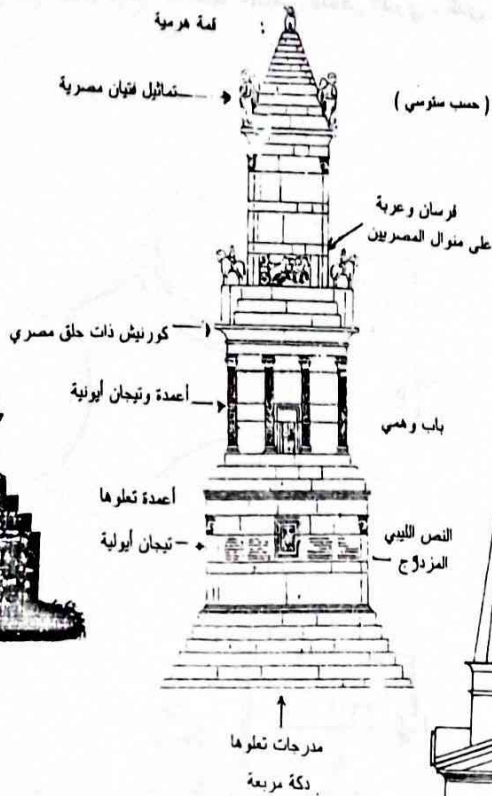 قمة هرمية :
تماثيل فتيان مصرية
( حسب ستوسي )
فرسان وعربة
على منوال المصريين
كورنيش ذات حلق مصري
أعمدة وتيجان أيونية
باب وهمي
أعمدة تعلوها
تيجان أيولية
النص الليبي
المزدوج
مدرجات تعلوها
دكة مربعة